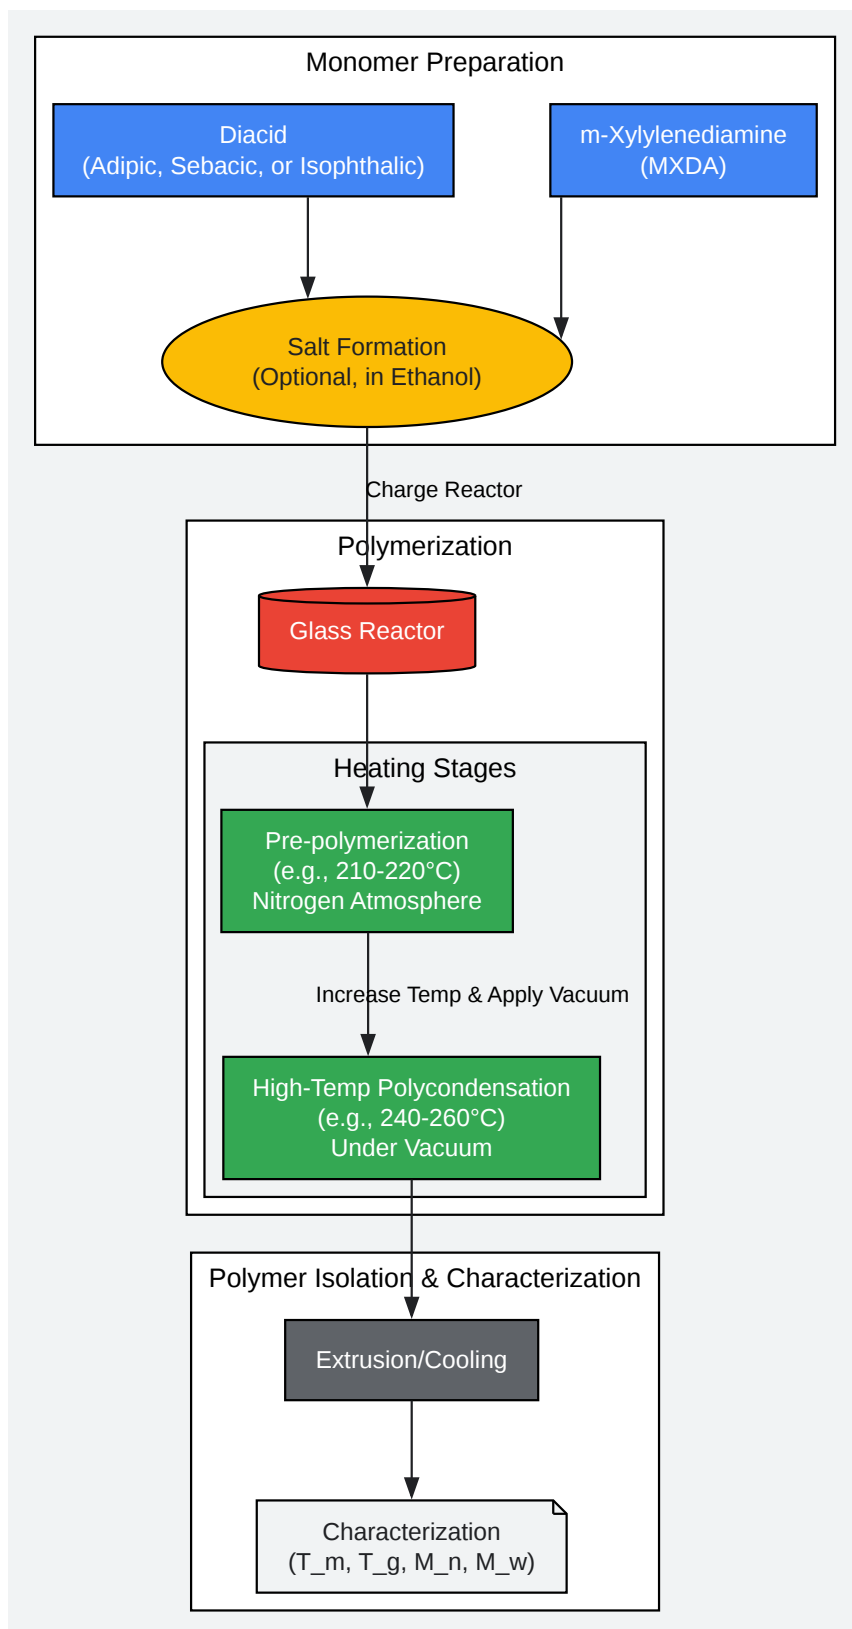 Monomer Preparation
Diacid
(Adipic, Sebacic, or Isophthalic)
m-Xylylenediamine
(MXDA)
Salt Formation
(Optional, in Ethanol)
Charge Reactor
Polymerization
Glass Reactor
Heating Stages
Pre-polymerization
(e.g., 210-220°C)
Nitrogen Atmosphere
Increase Temp & Apply Vacuum
High-Temp Polycondensation
(e.g., 240-260°C)
Under Vacuum
Polymer Isolation & Characterization
Extrusion/Cooling
Characterization
(T_m, T_g, M_n, M_w)